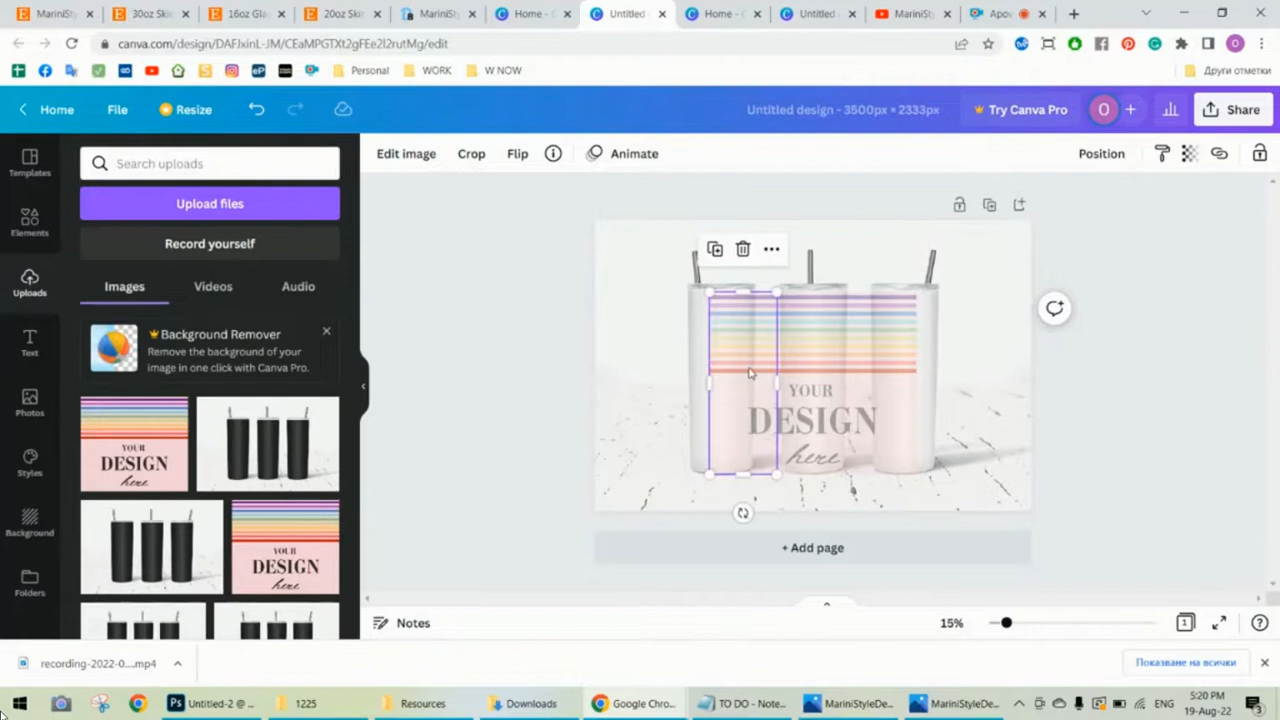 MariniSt
30oz Skin
16oz Gla
20oz Skin
MariniSt
Home - C
Untitled
Home - C
Untitled
MariniSt
Apow
canva.com/design/DAFJxinL-JM/CEaMPGTXt2gFEe2l2rutMg/edit
Personal
WORK
W NOW
Други отметки
Home
File
Resize
Untitled design - 3500px × 2333px
Try Canva Pro
O
+
Share
Templates
Search uploads
Edit image
Crop
Flip
Animate
Position
Upload files
Elements
Record yourself
Uploads
Images
Videos
Audio
Background Remover
Remove the background of your
image in one click with Canva Pro.
Text
Photos
YOUR
DESIGN
here
YOUR
DESIGN
here
Styles
Background
YOUR
DESIGN
here
Folders
+ Add page
Notes
15%
1
recording-2022-0....mp4
Показване на всички
Untitled-2 @ ...
1225
Resources
Downloads
Google Chro...
TO DO - Note...
MariniStyleDe...
MariniStyleDe...
ENG
5:20 PM
19-Aug-22
3